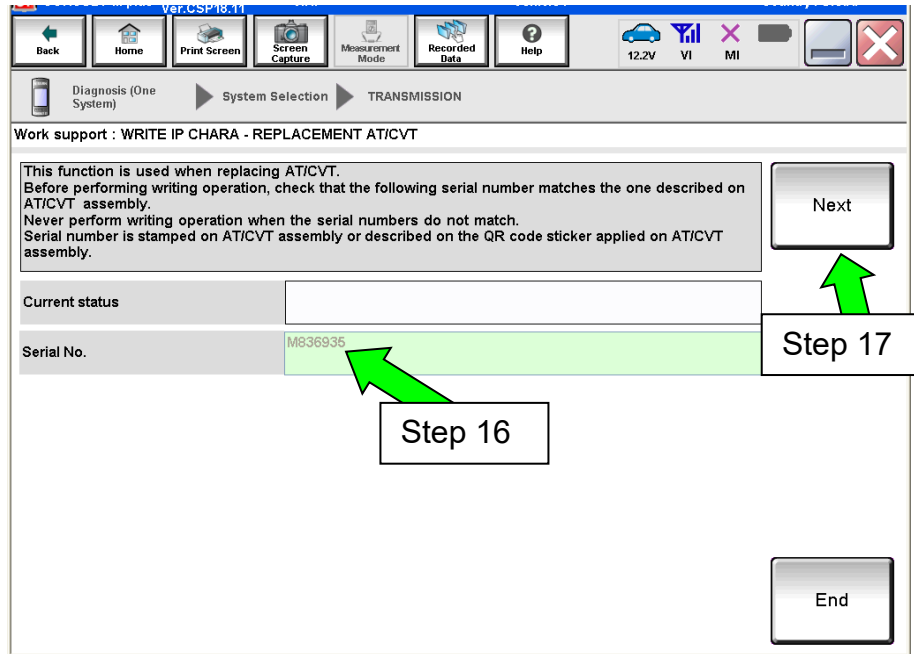 Ver.CSP18.11
Back
Home
Print Screen
Screen
Capture
Measurement
Mode
Recorded
Data
Help
12.2V
VI
MI
Diagnosis (One
System)
System Selection
TRANSMISSION
Work support : WRITE IP CHARA - REPLACEMENT AT/CVT
This function is used when replacing AT/CVT.
Before performing writing operation, check that the following serial number matches the one described on
AT/CVT assembly.
Never perform writing operation when the serial numbers do not match.
Serial number is stamped on AT/CVT assembly or described on the QR code sticker applied on AT/CVT
assembly.
Next
Current status
Step 17
Serial No.
M836935
Step 16
End